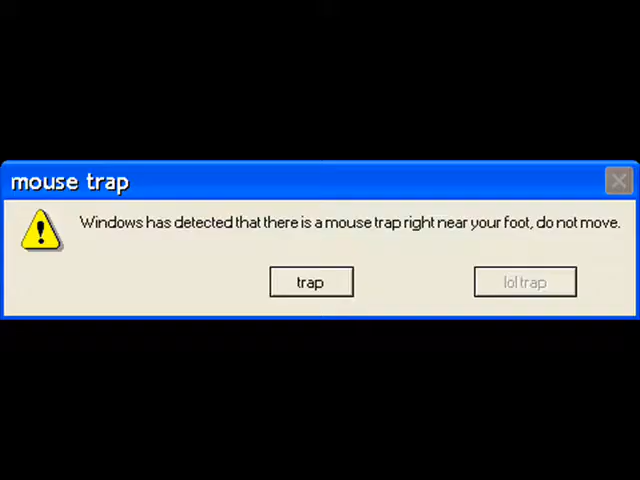 mouse trap
Windows has detected that there is a mouse trap right near your foot, do not move.
trap
lol trap